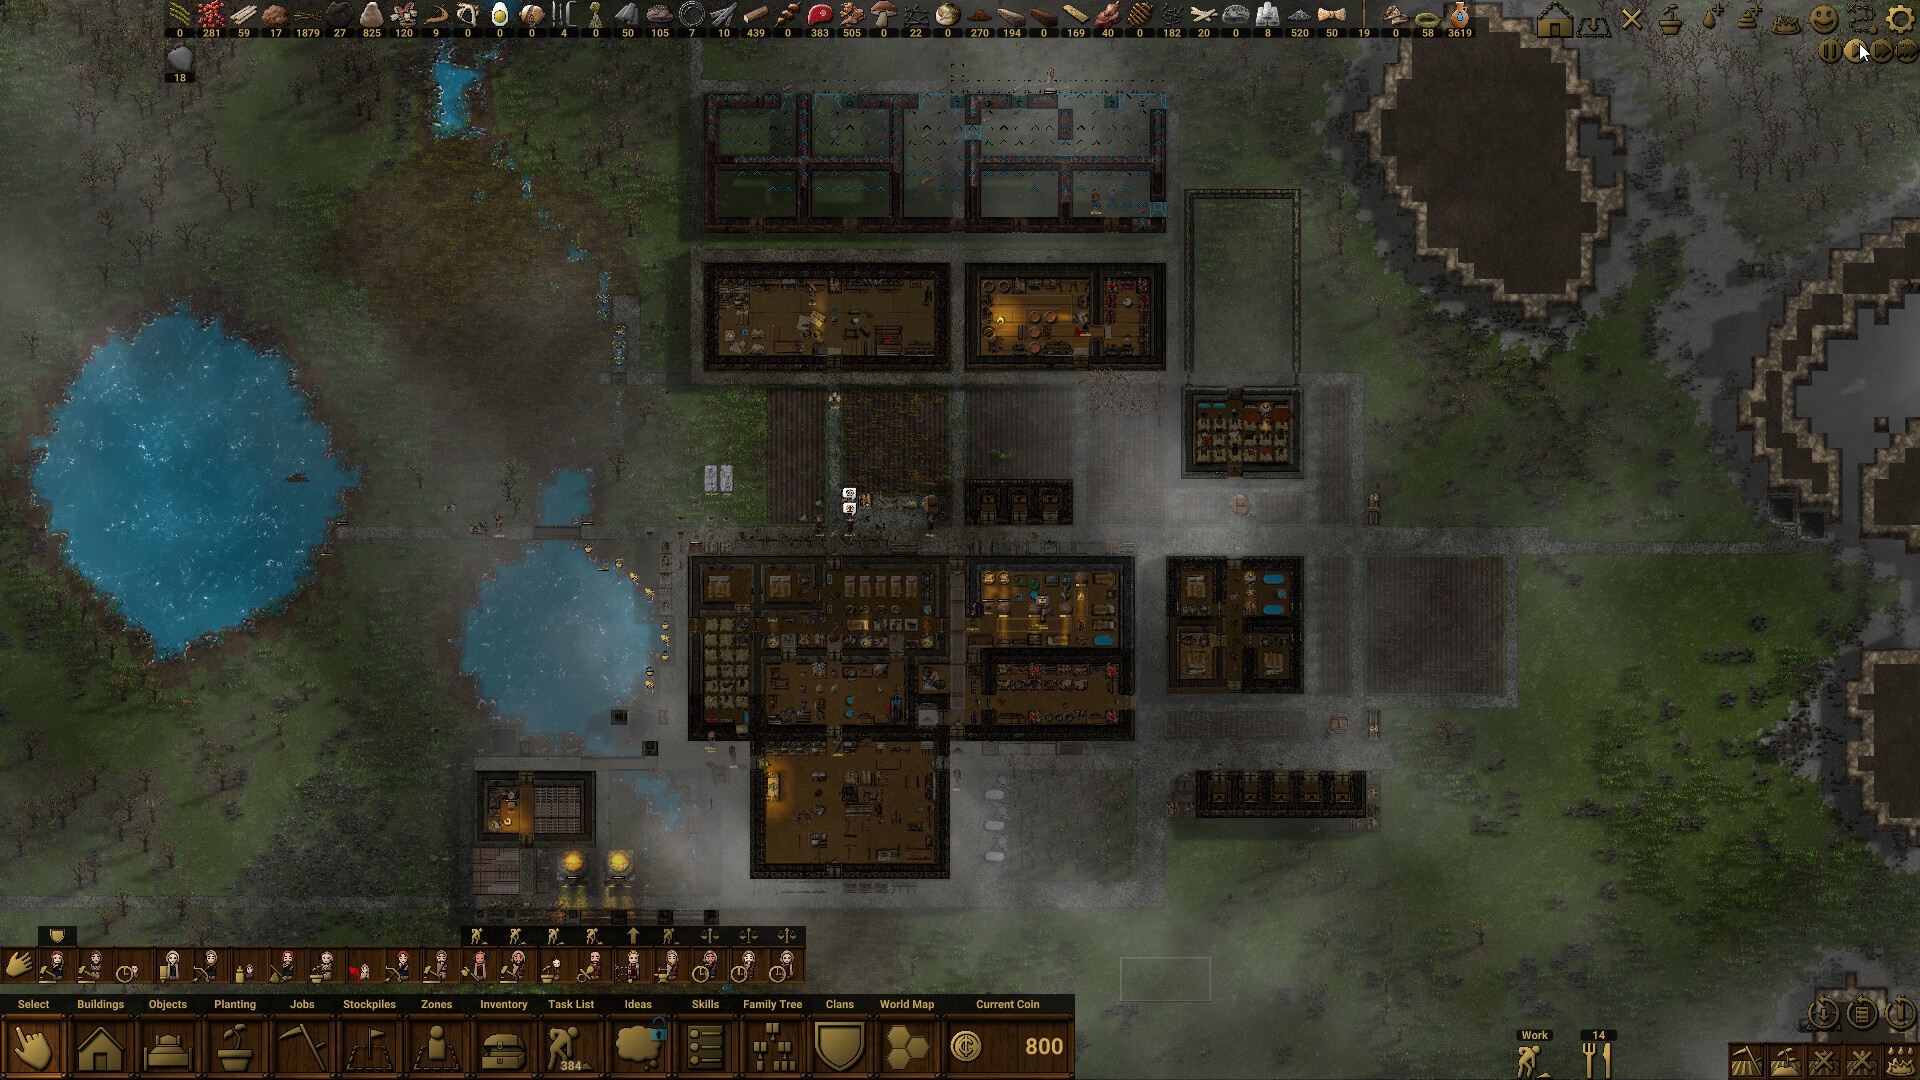 0 281 59 17 1879 27 825 120 9 0 0 0 4 0 50 105 7 10 439 0 383 505 0 22 0 270 194 0 169 40 0 182 20 0 8 520 50 19 0 58 3619
18
Select Buildings Objects Planting Jobs Stockpiles Zones Inventory Task List Ideas Skills Family Tree Clans World Map Current Coin
384
800
Work 14